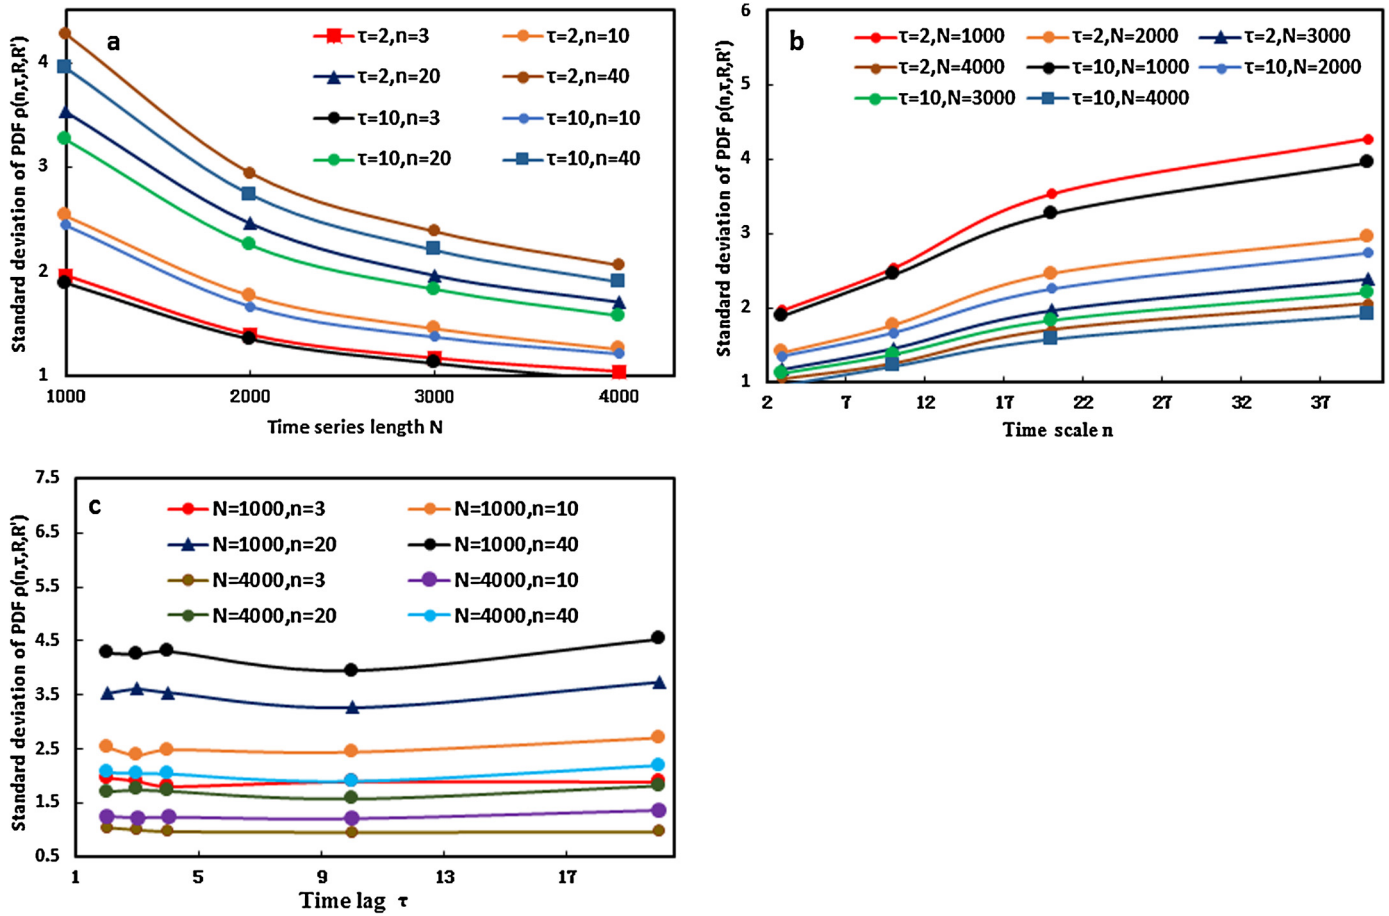 a
τ=2,n=3 τ=2,n=10
τ=2,n=20 τ=2,n=40
τ=10,n=3 τ=10,n=10
τ=10,n=20 τ=10,n=40
Standard deviation of PDF ρ(n,τ,R,R')
4
3
2
1
1000 2000 3000 4000
Time series length N
b
τ=2,N=1000 τ=2,N=2000 τ=2,N=3000
τ=2,N=4000 τ=10,N=1000 τ=10,N=2000
τ=10,N=3000 τ=10,N=4000
Standard deviation of PDF ρ(n,τ,R,R')
6
5
4
3
2
1
2 7 12 17 22 27 32 37
Time scale n
c
N=1000,n=3 N=1000,n=10
N=1000,n=20 N=1000,n=40
N=4000,n=3 N=4000,n=10
N=4000,n=20 N=4000,n=40
Standard deviation of PDF ρ(n,τ,R,R')
7.5
6.5
5.5
4.5
3.5
2.5
1.5
0.5
1 5 9 13 17
Time lag τ